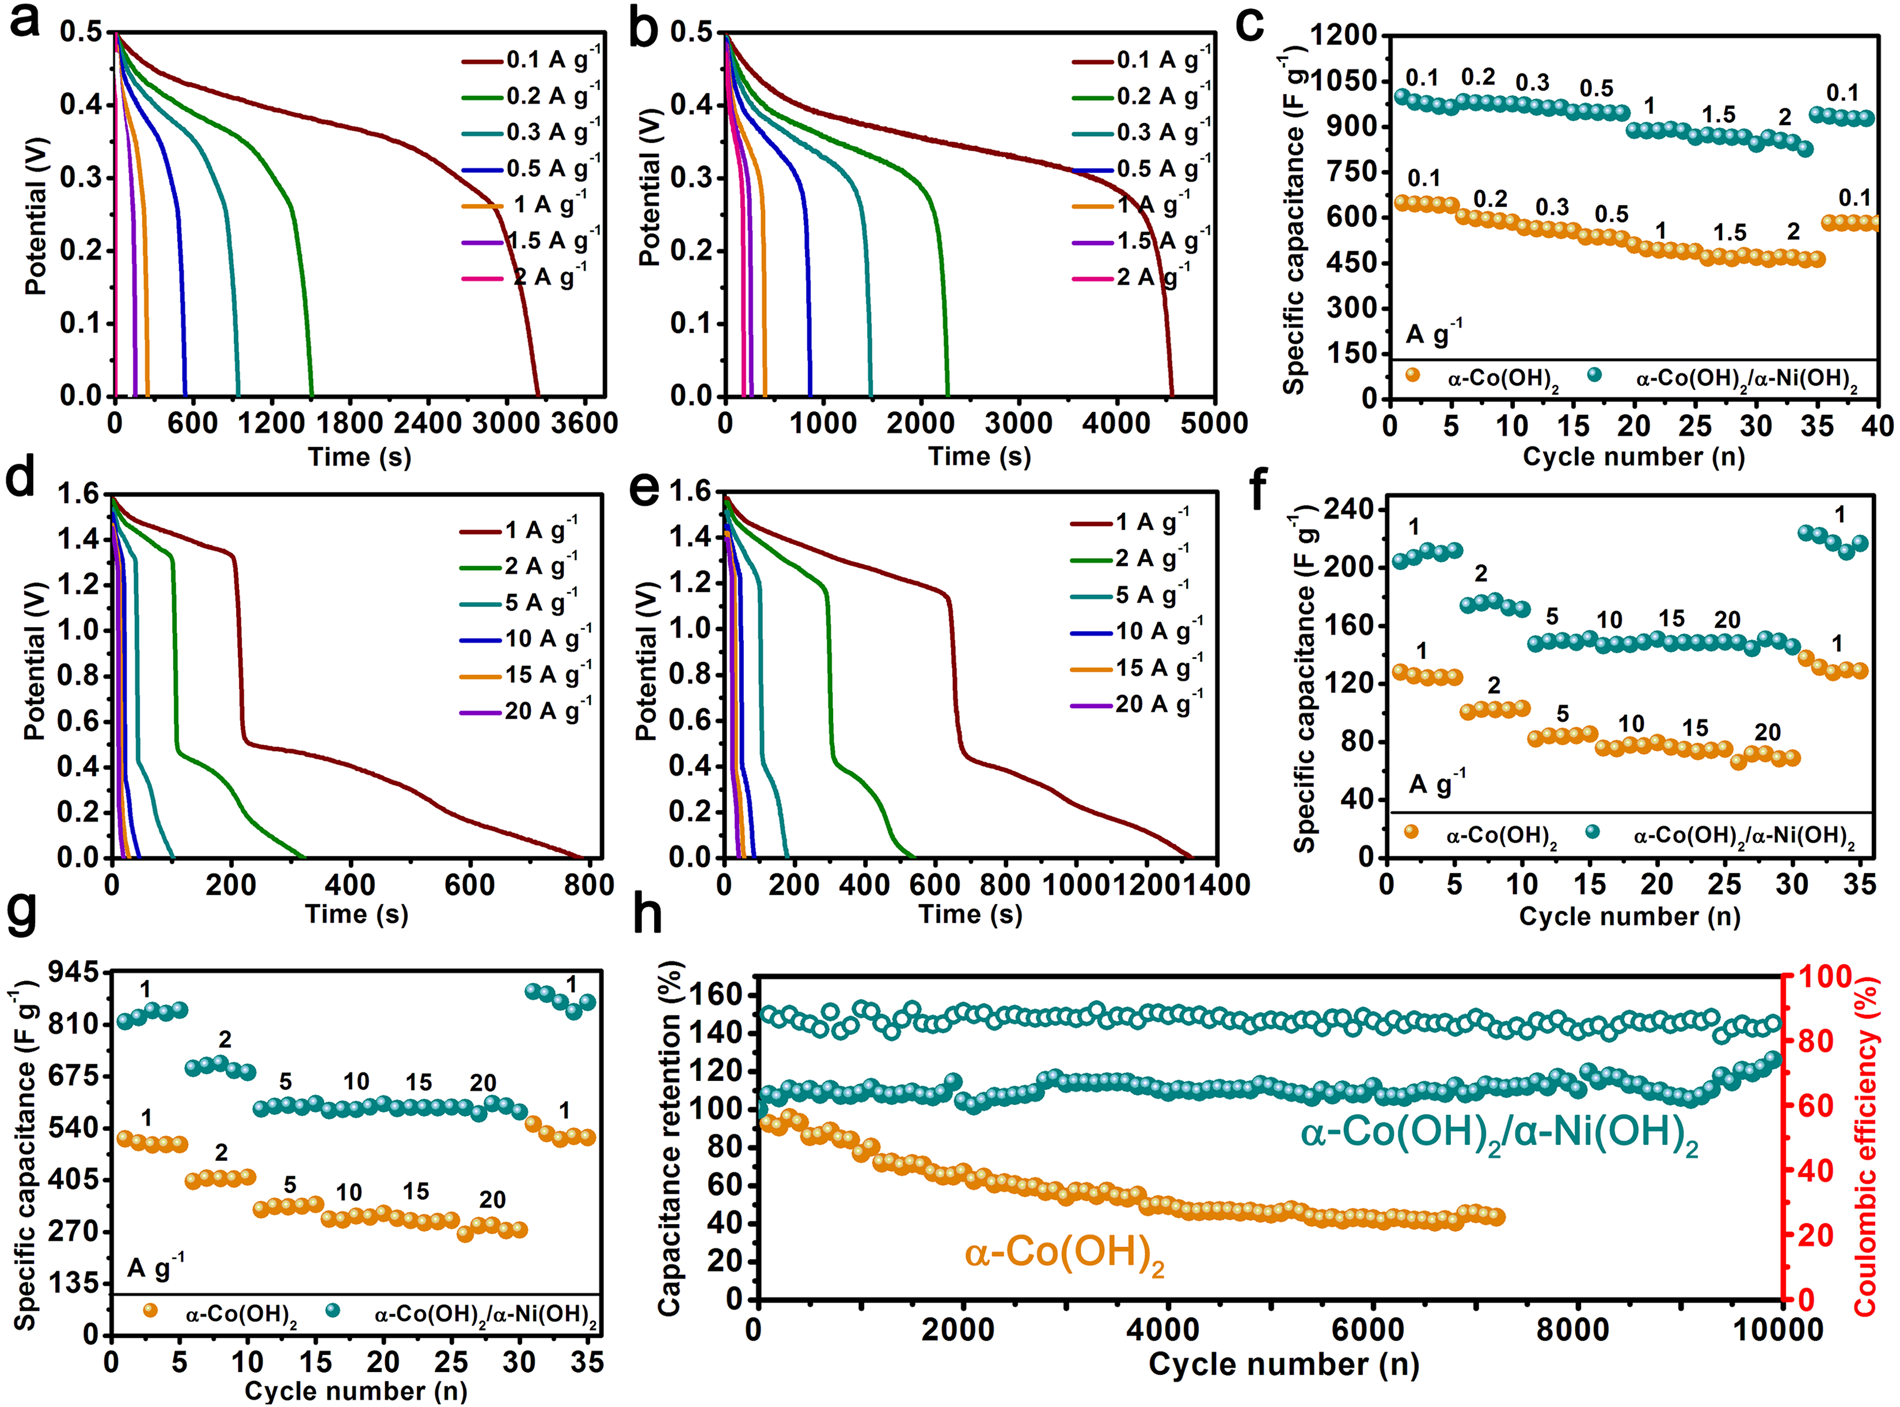 a
0.5
0.4
0.3
0.2
0.1
0.0
Potential (V)
0 600 1200 1800 2400 3000 3600
Time (s)
0.1 A g⁻¹
0.2 A g⁻¹
0.3 A g⁻¹
0.5 A g⁻¹
1 A g⁻¹
1.5 A g⁻¹
2 A g⁻¹
b
0.5
0.4
0.3
0.2
0.1
0.0
Potential (V)
0 1000 2000 3000 4000 5000
Time (s)
0.1 A g⁻¹
0.2 A g⁻¹
0.3 A g⁻¹
0.5 A g⁻¹
1 A g⁻¹
1.5 A g⁻¹
2 A g⁻¹
c
1200
1050
900
750
600
450
300
150
0
Specific capacitance (F g⁻¹)
0.1 0.2 0.3 0.5 1 1.5 2 0.1
0.1 0.2 0.3 0.5 1 1.5 2 0.1
A g⁻¹
α-Co(OH)₂ α-Co(OH)₂/α-Ni(OH)₂
0 5 10 15 20 25 30 35 40
Cycle number (n)
d
1.6
1.4
1.2
1.0
0.8
0.6
0.4
0.2
0.0
Potential (V)
0 200 400 600 800
Time (s)
1 A g⁻¹
2 A g⁻¹
5 A g⁻¹
10 A g⁻¹
15 A g⁻¹
20 A g⁻¹
e
1.6
1.4
1.2
1.0
0.8
0.6
0.4
0.2
0.0
Potential (V)
0 200 400 600 800 1000 1200 1400
Time (s)
1 A g⁻¹
2 A g⁻¹
5 A g⁻¹
10 A g⁻¹
15 A g⁻¹
20 A g⁻¹
f
240
200
160
120
80
40
0
Specific capacitance (F g⁻¹)
1 2 5 10 15 20 1
1 2 5 10 15 20 1
A g⁻¹
α-Co(OH)₂ α-Co(OH)₂/α-Ni(OH)₂
0 5 10 15 20 25 30 35
Cycle number (n)
g
945
810
675
540
405
270
135
0
Specific capacitance (F g⁻¹)
1 2 5 10 15 20 1
1 2 5 10 15 20 1
A g⁻¹
α-Co(OH)₂ α-Co(OH)₂/α-Ni(OH)₂
0 5 10 15 20 25 30 35
Cycle number (n)
h
160
140
120
100
80
60
40
20
0
Capacitance retention (%)
α-Co(OH)₂/α-Ni(OH)₂
α-Co(OH)₂
100
80
60
40
20
0
Coulombic efficiency (%)
0 2000 4000 6000 8000 10000
Cycle number (n)